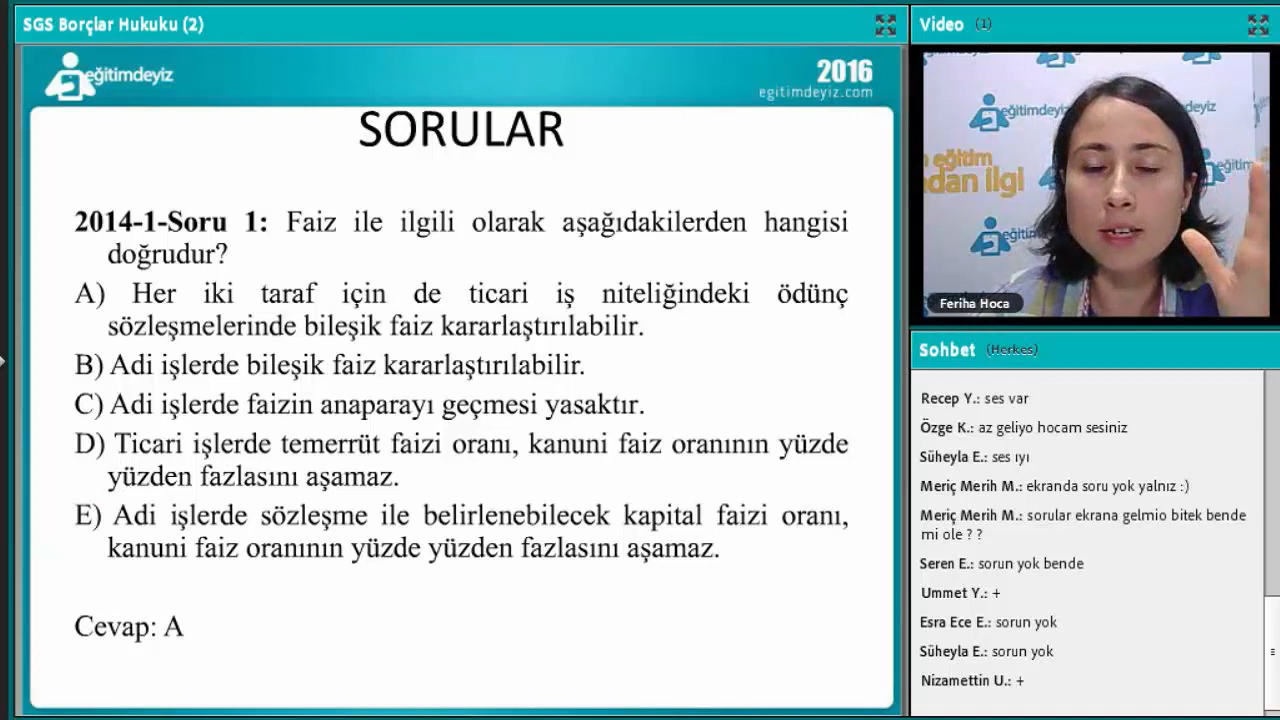 SGS Borçlar Hukuku (2)
eğitimdeyiz
2016
egitimdeyiz.com
SORULAR
2014-1-Soru 1: Faiz ile ilgili olarak aşağıdakilerden hangisi
doğrudur?
A) Her iki taraf için de ticari iş niteliğindeki ödünç
sözleşmelerinde bileşik faiz kararlaştırılabilir.
B) Adi işlerde bileşik faiz kararlaştırılabilir.
C) Adi işlerde faizin anaparayı geçmesi yasaktır.
D) Ticari işlerde temerrüt faizi oranı, kanuni faiz oranının yüzde
yüzden fazlasını aşamaz.
E) Adi işlerde sözleşme ile belirlenebilecek kapital faizi oranı,
kanuni faiz oranının yüzde yüzden fazlasını aşamaz.
Cevap: A
Video (1)
eğitimdeyiz
eğitim
dan ilgi
Feriha Hoca
Sohbet (Herkes)
Recep Y.: ses var
Özge K.: az geliyo hocam sesiniz
Süheyla E.: ses ıyı
Meriç Merih M.: ekranda soru yok yalnız :)
Meriç Merih M.: sorular ekrana gelmio bitek bende
mi ole ? ?
Seren E.: sorun yok bende
Ummet Y.: +
Esra Ece E.: sorun yok
Süheyla E.: sorun yok
Nizamettin U.: +